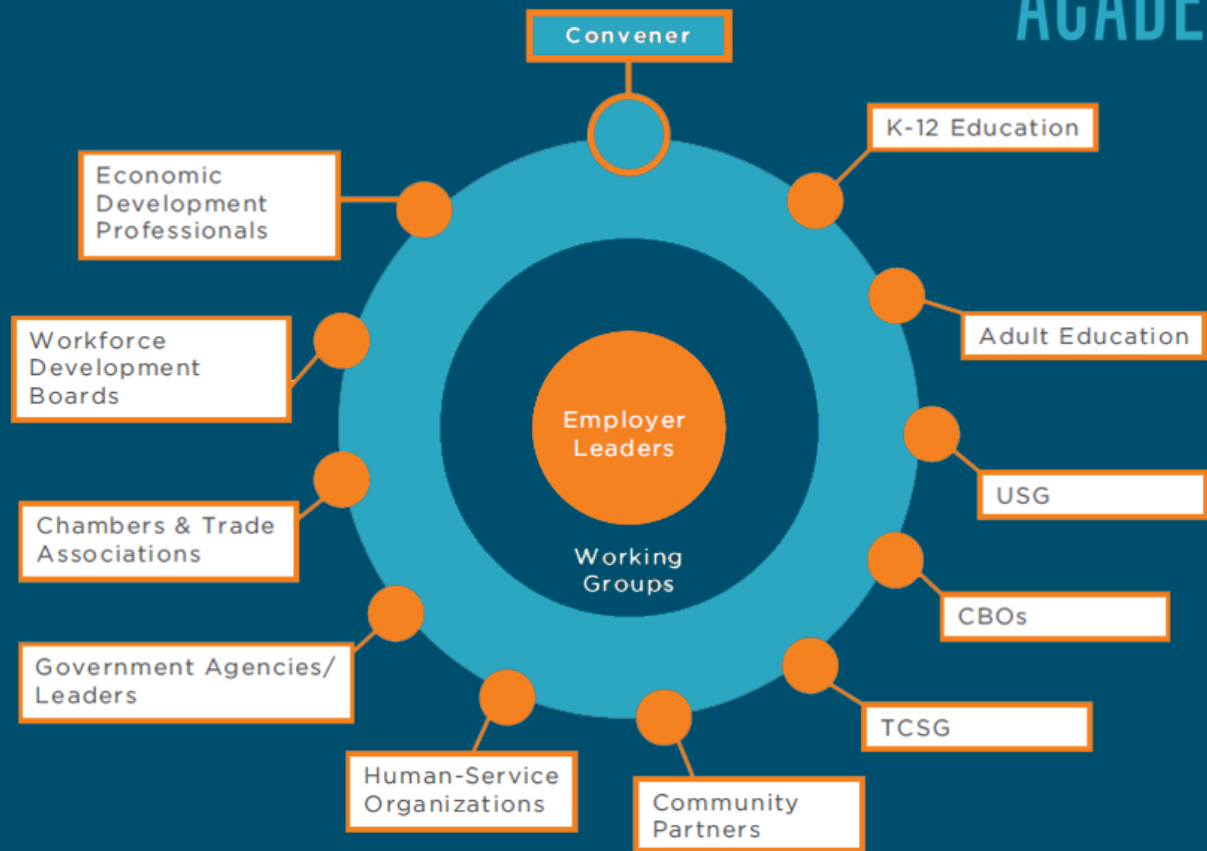 ACADE
Convener
K-12 Education
Economic
Development
Professionals
Adult Education
Workforce
Development
Boards
Employer
Leaders
USG
Chambers & Trade
Associations
Working
Groups
CBOs
Government Agencies/
Leaders
TCSG
Human-Service
Organizations
Community
Partners